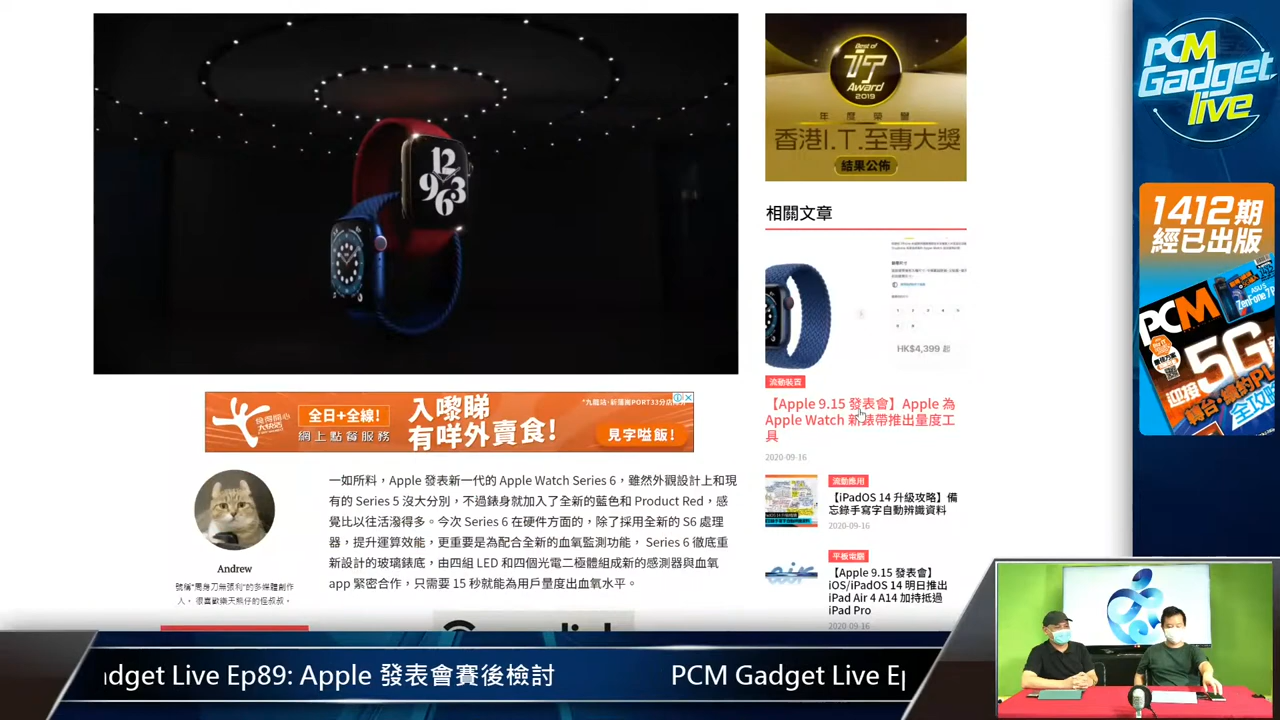 12
9
3
6
Best of
IT
Award
2019
年度榮譽
香港I.T.至專大獎
結果公佈
相關文章
HK$4,399 起
流動裝置
【Apple 9.15 發表會】Apple 為
Apple Watch 新錶帶推出量度工
具
2020-09-16
流動應用
【iPadOS 14 升級攻略】備
忘錄手寫字自動辨識資料
2020-09-16
平板電腦
air
【Apple 9.15 發表會】
iOS/iPadOS 14 明日推出
iPad Air 4 A14 加持抵過
iPad Pro
2020-09-16
全日+全線!
網上點餐服務
入嚟睇
有咩外賣食!
見字嗌飯!
Andrew
一如所料，Apple 發表新一代的 Apple Watch Series 6，雖然外觀設計上和現
有的 Series 5 沒大分別，不過錶身就加入了全新的藍色和 Product Red，感
覺比以往活潑得多。今次 Series 6 在硬件方面的，除了採用全新的 S6 處理
器，提升運算效能，更重要是為配合全新的血氧監測功能， Series 6 徹底重
新設計的玻璃錶底，由四組 LED 和四個光電二極體組成新的感測器與血氧
app 緊密合作，只需要 15 秒就能為用戶量度出血氧水平。
PCM
Gadget
live
1412期
經已出版
PCM
ASUS
ZenFone 7
5G
迎接
dget Live Ep89: Apple 發表會賽後檢討
PCM Gadget Live Ep